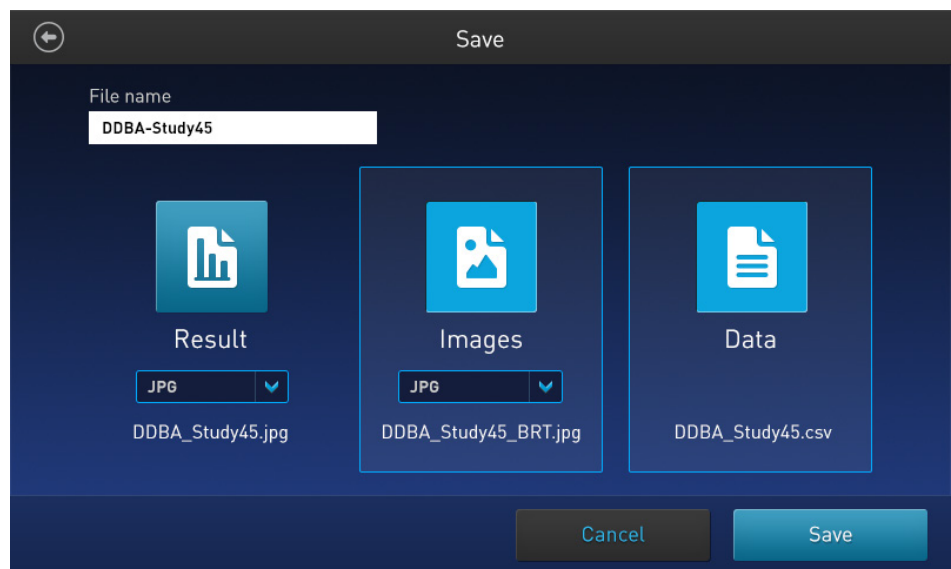 Save
File name
DDBA-Study45
Result
Images
Data
JPG
JPG
DDBA_Study45.jpg
DDBA_Study45_BRT.jpg
DDBA_Study45.csv
Cancel
Save